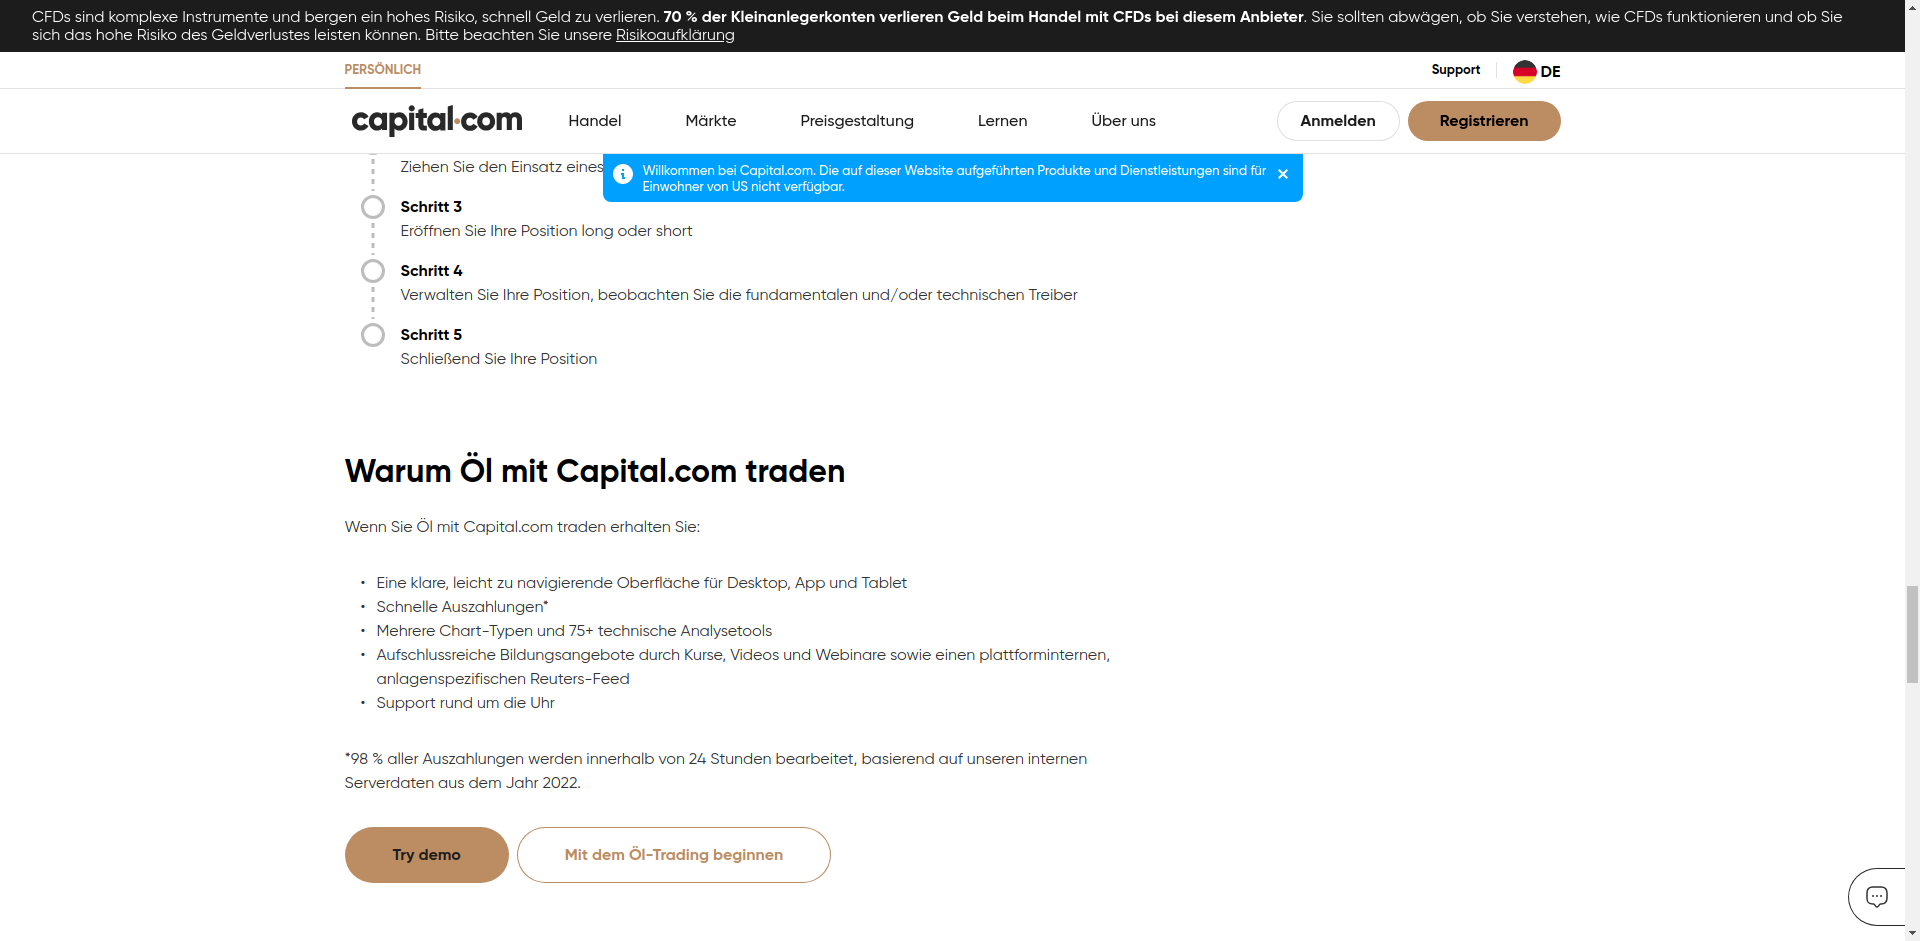 CFDs sind komplexe Instrumente und bergen ein hohes Risiko, schnell Geld zu verlieren. 70 % der Kleinanlegerkonten verlieren Geld beim Handel mit CFDs bei diesem Anbieter. Sie sollten abwägen, ob Sie verstehen, wie CFDs funktionieren und ob Sie
sich das hohe Risiko des Geldverlustes leisten können. Bitte beachten Sie unsere Risikoaufklärung
PERSÖNLICH
Support
DE
capital.com
Handel
Märkte
Preisgestaltung
Lernen
Über uns
Anmelden
Registrieren
Willkommen bei Capital.com. Die auf dieser Website aufgeführten Produkte und Dienstleistungen sind für
Einwohner von US nicht verfügbar.
Ziehen Sie den Einsatz eines
Schritt 3
Eröffnen Sie Ihre Position long oder short
Schritt 4
Verwalten Sie Ihre Position, beobachten Sie die fundamentalen und/oder technischen Treiber
Schritt 5
Schließend Sie Ihre Position
Warum Öl mit Capital.com traden
Wenn Sie Öl mit Capital.com traden erhalten Sie:
• Eine klare, leicht zu navigierende Oberfläche für Desktop, App und Tablet
• Schnelle Auszahlungen*
• Mehrere Chart-Typen und 75+ technische Analysetools
• Aufschlussreiche Bildungsangebote durch Kurse, Videos und Webinare sowie einen plattforminternen,
anlagenspezifischen Reuters-Feed
• Support rund um die Uhr
*98 % aller Auszahlungen werden innerhalb von 24 Stunden bearbeitet, basierend auf unseren internen
Serverdaten aus dem Jahr 2022.
Try demo
Mit dem Öl-Trading beginnen